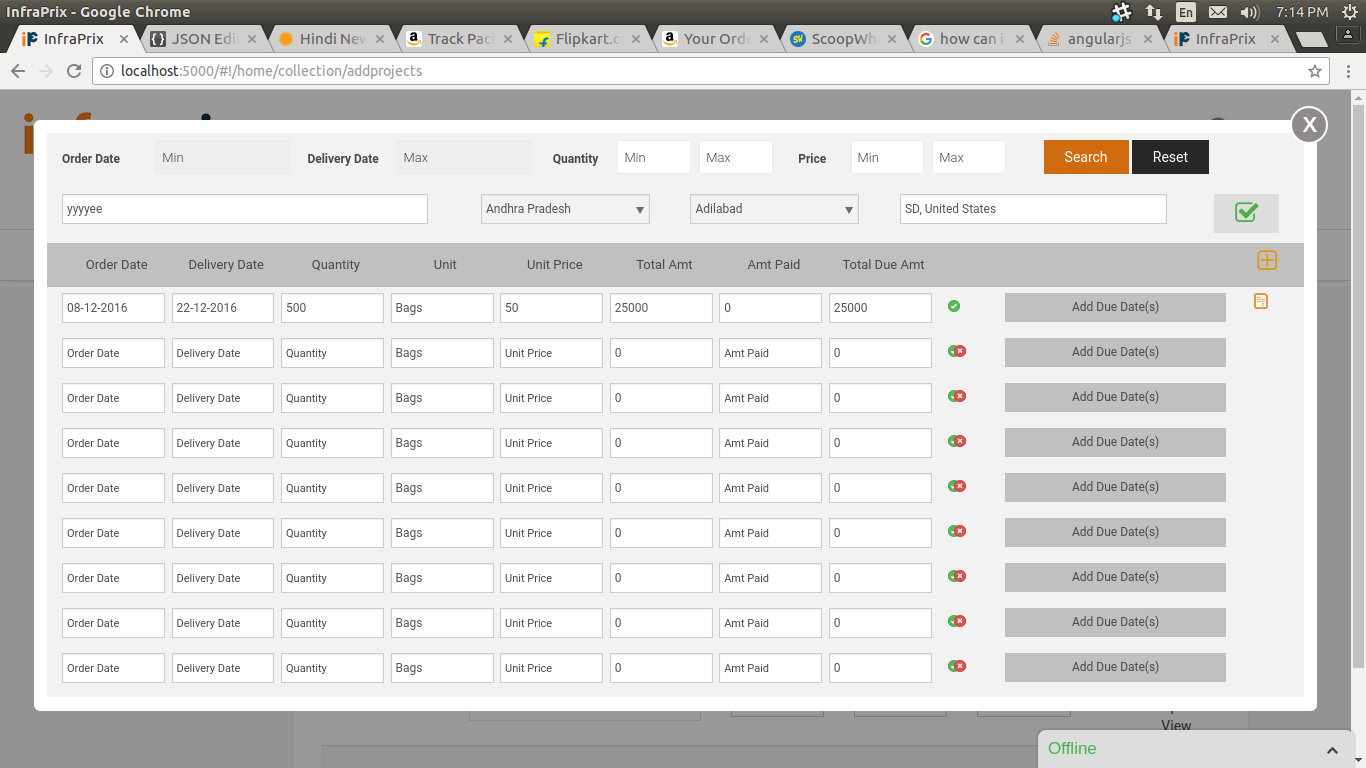 InfraPrix - Google Chrome En 7:14 PM
InfraPrix JSON Edi Hindi Nev Track Pac Flipkart.c Your Ord ScoopWh how can i angularjs InfraPrix
localhost:5000/#!/home/collection/addprojects
X
Order Date Min Delivery Date Max Quantity Min Max Price Min Max Search Reset
yyyyee Andhra Pradesh Adilabad SD, United States
Order Date Delivery Date Quantity Unit Unit Price Total Amt Amt Paid Total Due Amt
08-12-2016 22-12-2016 500 Bags 50 25000 0 25000 Add Due Date(s)
Order Date Delivery Date Quantity Bags Unit Price 0 Amt Paid 0 Add Due Date(s)
Order Date Delivery Date Quantity Bags Unit Price 0 Amt Paid 0 Add Due Date(s)
Order Date Delivery Date Quantity Bags Unit Price 0 Amt Paid 0 Add Due Date(s)
Order Date Delivery Date Quantity Bags Unit Price 0 Amt Paid 0 Add Due Date(s)
Order Date Delivery Date Quantity Bags Unit Price 0 Amt Paid 0 Add Due Date(s)
Order Date Delivery Date Quantity Bags Unit Price 0 Amt Paid 0 Add Due Date(s)
Order Date Delivery Date Quantity Bags Unit Price 0 Amt Paid 0 Add Due Date(s)
Order Date Delivery Date Quantity Bags Unit Price 0 Amt Paid 0 Add Due Date(s)
View
Offline